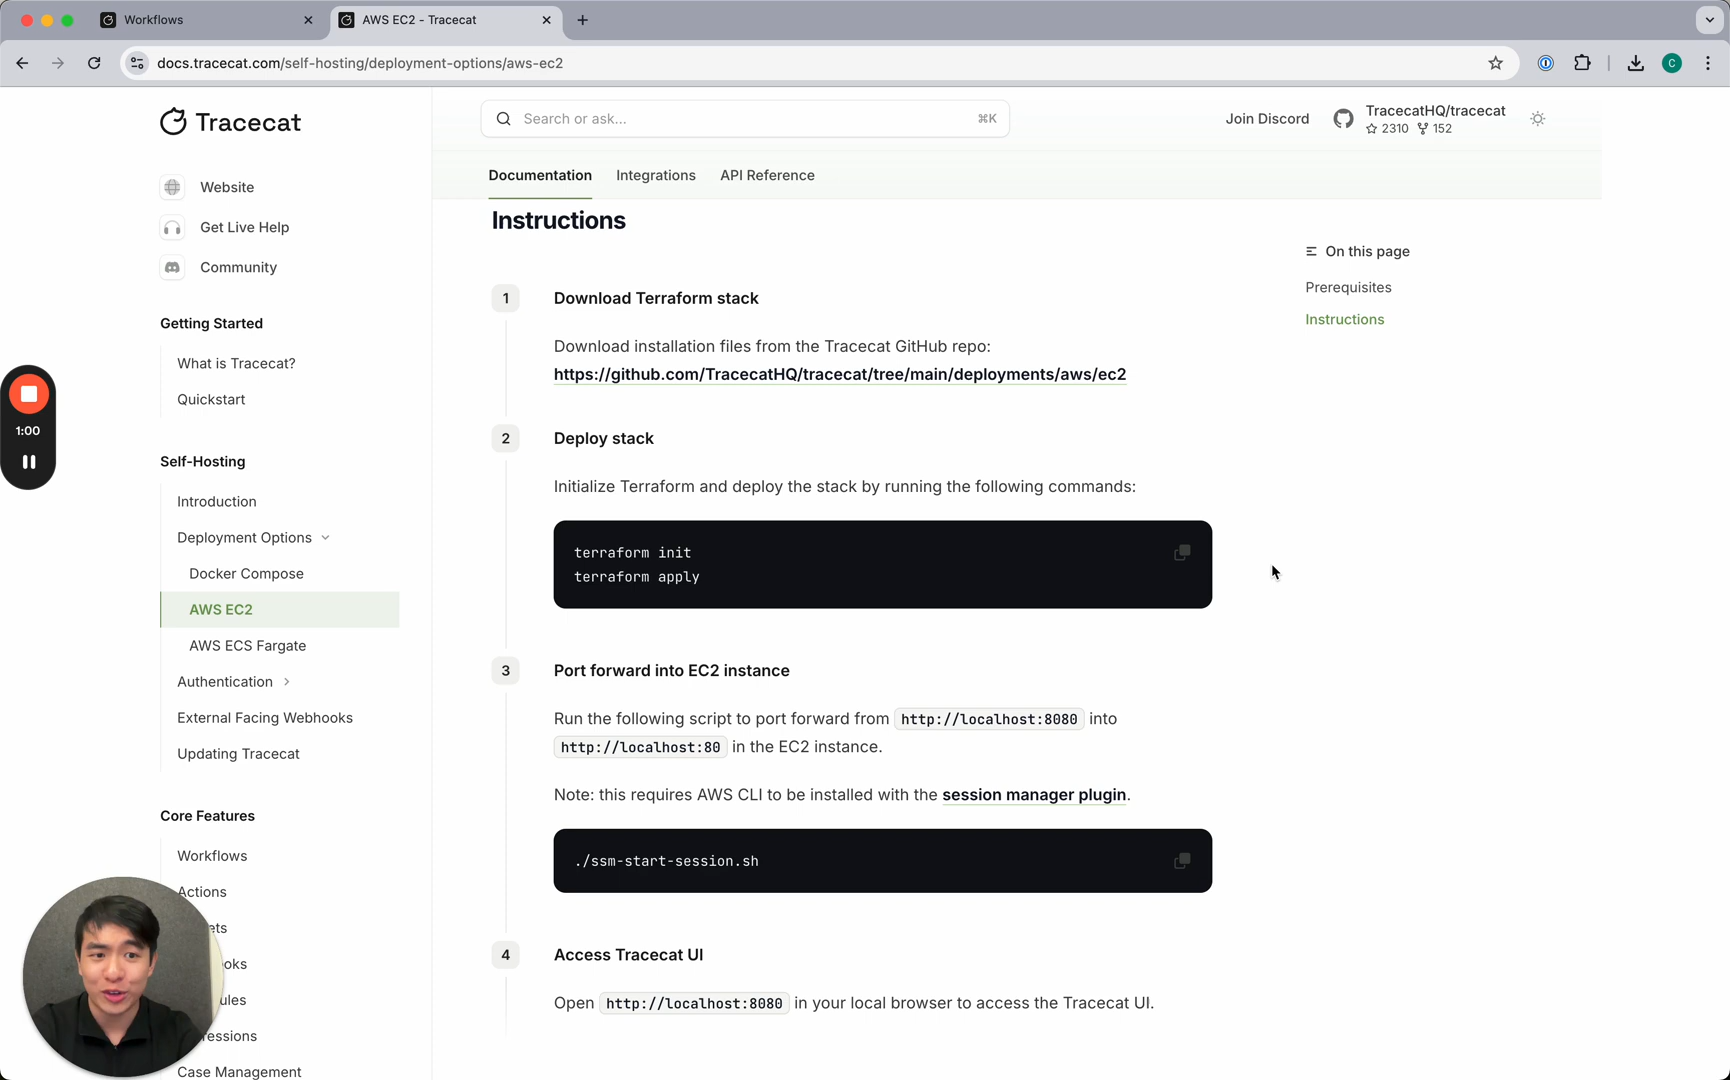 Workflows
AWS EC2 - Tracecat
docs.tracecat.com/self-hosting/deployment-options/aws-ec2
C
Tracecat
Search or ask...
⌘K
Join Discord
TracecatHQ/tracecat
2310 152
Website
Get Live Help
Community
Documentation
Integrations
API Reference
Getting Started
What is Tracecat?
Quickstart
Self-Hosting
Introduction
Deployment Options
Docker Compose
AWS EC2
AWS ECS Fargate
Authentication
External Facing Webhooks
Updating Tracecat
Core Features
Workflows
Actions
ets
oks
ules
ressions
Case Management
1:00
Instructions
1
Download Terraform stack
Download installation files from the Tracecat GitHub repo:
https://github.com/TracecatHQ/tracecat/tree/main/deployments/aws/ec2
2
Deploy stack
Initialize Terraform and deploy the stack by running the following commands:
terraform init
terraform apply
3
Port forward into EC2 instance
Run the following script to port forward from http://localhost:8080 into
http://localhost:80 in the EC2 instance.
Note: this requires AWS CLI to be installed with the session manager plugin.
./ssm-start-session.sh
4
Access Tracecat UI
Open http://localhost:8080 in your local browser to access the Tracecat UI.
On this page
Prerequisites
Instructions